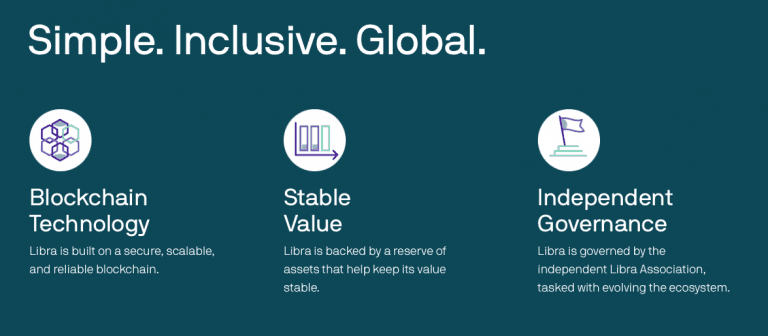 Simple. Inclusive. Global.
Blockchain
Technology
Libra is built on a secure, scalable,
and reliable blockchain.
Stable
Value
Libra is backed by a reserve of
assets that help keep its value
stable.
Independent
Governance
Libra is governed by the
independent Libra Association,
tasked with evolving the ecosystem.